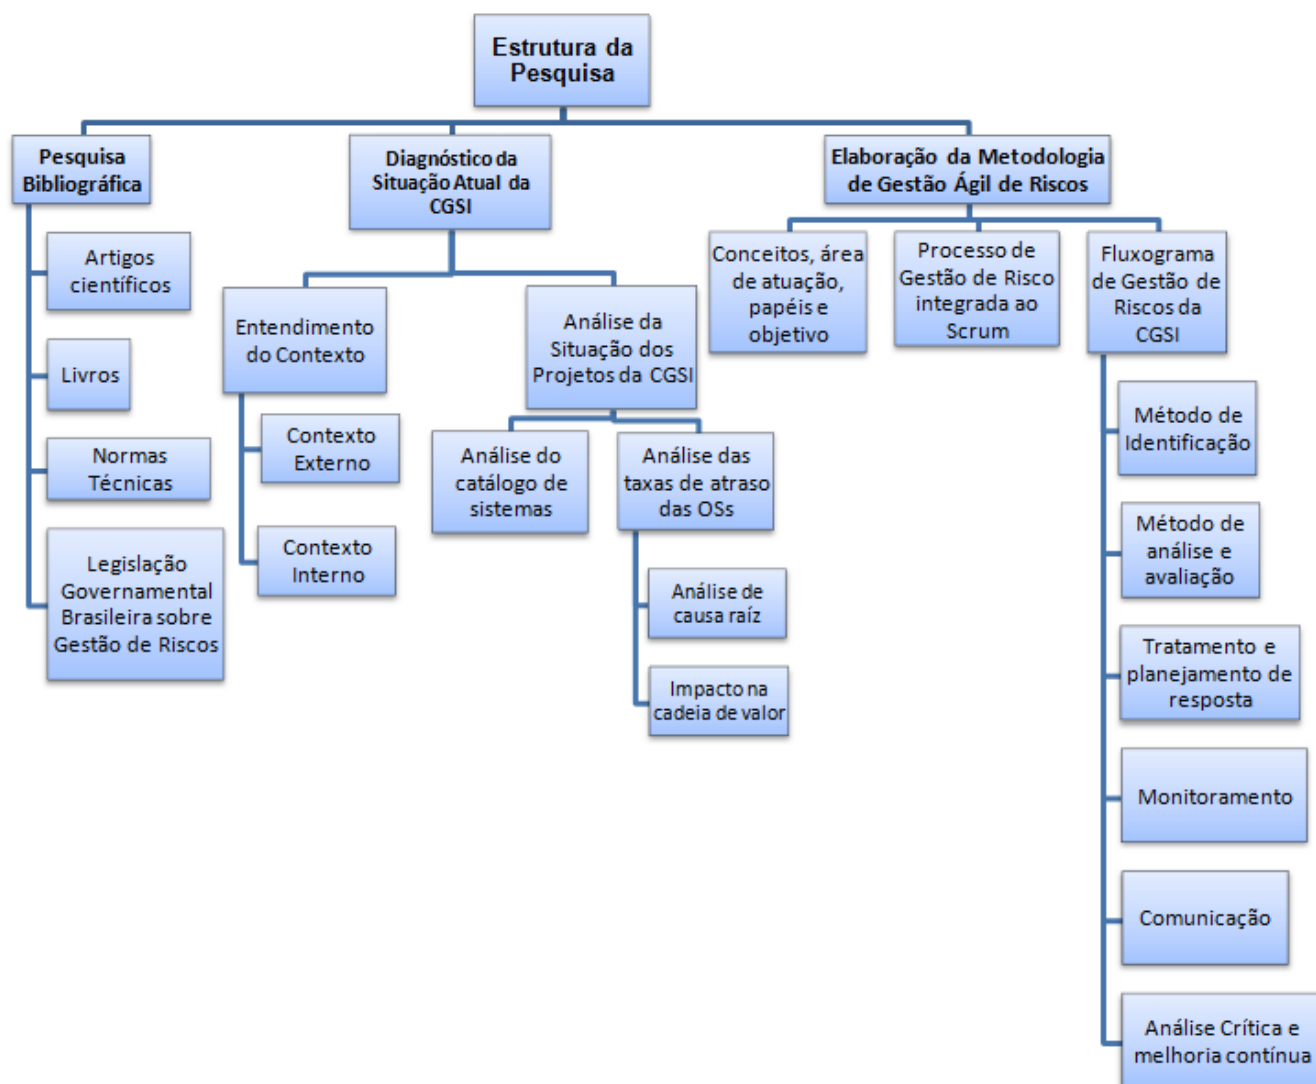 Estrutura da
Pesquisa
Pesquisa
Bibliográfica
Artigos
científicos
Livros
Normas
Técnicas
Legislação
Governamental
Brasileira sobre
Gestão de Riscos
Diagnóstico da
Situação Atual da
CGSI
Entendimento
do Contexto
Contexto
Externo
Contexto
Interno
Análise da
Situação dos
Projetos da CGSI
Análise do
catálogo de
sistemas
Análise das
taxas de atraso
das OSs
Análise de
causa raíz
Impacto na
cadeia de valor
Elaboração da Metodologia
de Gestão Ágil de Riscos
Conceitos, área
de atuação,
papéis e
objetivo
Processo de
Gestão de Risco
integrada ao
Scrum
Fluxograma
de Gestão de
Riscos da
CGSI
Método de
Identificação
Método de
análise e
avaliação
Tratamento e
planejamento de
resposta
Monitoramento
Comunicação
Análise Crítica e
melhoria contínua